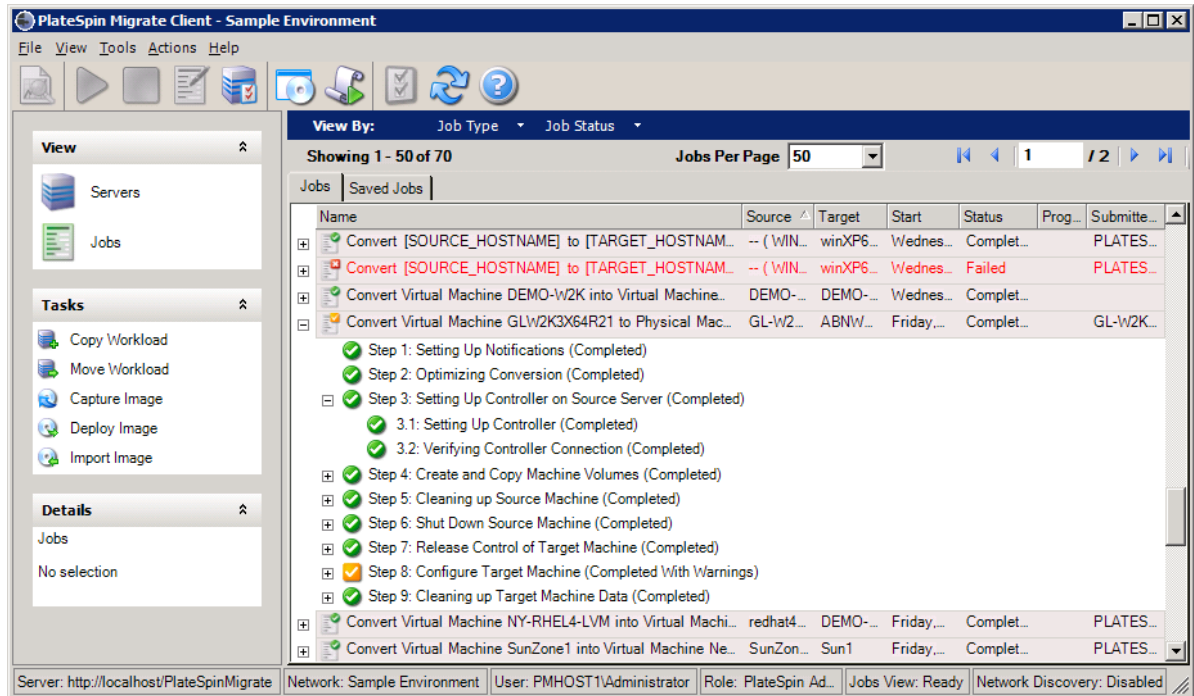 PlateSpin Migrate Client - Sample Environment
File View Tools Actions Help
View By: Job Type Job Status
View
Showing 1 - 50 of 70 Jobs Per Page 50 1 / 2
Servers
Jobs Saved Jobs
Name Source Target Start Status Prog... Submitte...
Jobs
Convert [SOURCE_HOSTNAME] to [TARGET_HOSTNAM... -- ( WIN... winXP6... Wednes... Complet... PLATES...
Convert [SOURCE_HOSTNAME] to [TARGET_HOSTNAM... -- ( WIN... winXP6... Wednes... Failed PLATES...
Tasks
Convert Virtual Machine DEMO-W2K into Virtual Machine... DEMO-... DEMO-... Wednes... Complet...
Convert Virtual Machine GLW2K3X64R21 to Physical Mac... GL-W2... ABNW... Friday,... Complet... GL-W2K...
Copy Workload
Step 1: Setting Up Notifications (Completed)
Move Workload
Step 2: Optimizing Conversion (Completed)
Capture Image
Step 3: Setting Up Controller on Source Server (Completed)
Deploy Image
3.1: Setting Up Controller (Completed)
Import Image
3.2: Verifying Controller Connection (Completed)
Step 4: Create and Copy Machine Volumes (Completed)
Details
Step 5: Cleaning up Source Machine (Completed)
Jobs
Step 6: Shut Down Source Machine (Completed)
Step 7: Release Control of Target Machine (Completed)
No selection
Step 8: Configure Target Machine (Completed With Warnings)
Step 9: Cleaning up Target Machine Data (Completed)
Convert Virtual Machine NY-RHEL4-LVM into Virtual Machi... redhat4... DEMO-... Friday,... Complet... PLATES...
Convert Virtual Machine SunZone1 into Virtual Machine Ne... SunZon... Sun1 Friday,... Complet... PLATES...
Server: http://localhost/PlateSpinMigrate Network: Sample Environment User: PMHOST1\Administrator Role: PlateSpin Ad... Jobs View: Ready Network Discovery: Disabled